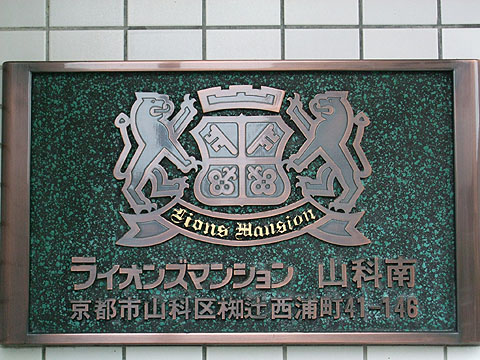 Lions Mansion
ライオンズマンション 山科南
京都市山科区椥辻西浦町41-146